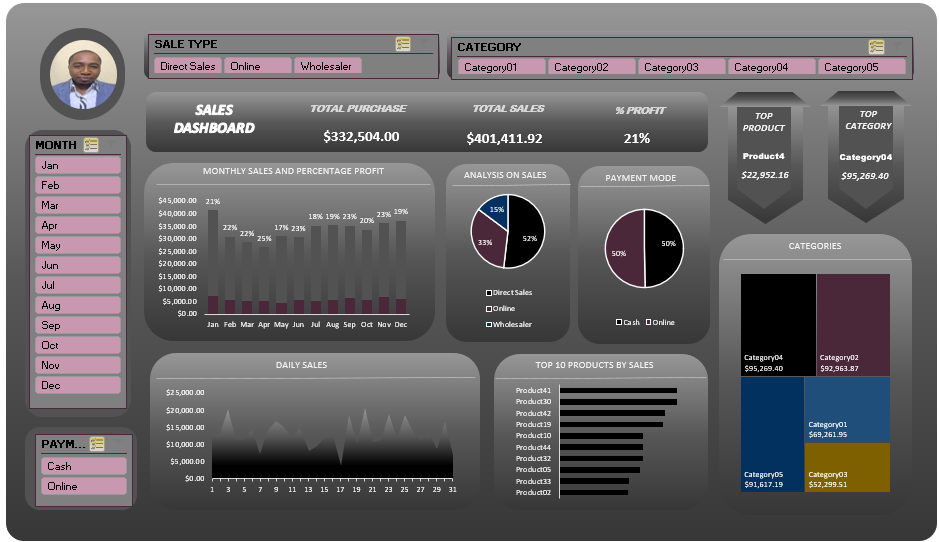 SALE TYPE
Direct Sales Online Wholesaler
CATEGORY
Category01 Category02 Category03 Category04 Category05
SALES
DASHBOARD
TOTAL PURCHASE
$332,504.00
TOTAL SALES
$401,411.92
% PROFIT
21%
TOP
PRODUCT
Product4
$22,952.16
TOP
CATEGORY
Category04
$95,269.40
MONTH
Jan
Feb
Mar
Apr
May
Jun
Jul
Aug
Sep
Oct
Nov
Dec
PAYM...
Cash
Online
MONTHLY SALES AND PERCENTAGE PROFIT
$45,000.00
$40,000.00
$35,000.00
$30,000.00
$25,000.00
$20,000.00
$15,000.00
$10,000.00
$5,000.00
$0.00
21% 22% 22% 25% 17% 23% 18% 19% 23% 20% 23% 19%
Jan Feb Mar Apr May Jun Jul Aug Sep Oct Nov Dec
ANALYSIS ON SALES
15%
33%
52%
Direct Sales
Online
Wholesaler
PAYMENT MODE
50%
50%
Cash Online
CATEGORIES
Category04
$95,269.40
Category02
$92,963.87
Category01
$69,261.95
Category05
$91,617.19
Category03
$52,299.51
DAILY SALES
$25,000.00
$20,000.00
$15,000.00
$10,000.00
$5,000.00
$0.00
1 3 5 7 9 11 13 15 17 19 21 23 25 27 29 31
TOP 10 PRODUCTS BY SALES
Product41
Product30
Product42
Product19
Product10
Product44
Product32
Product05
Product33
Product02